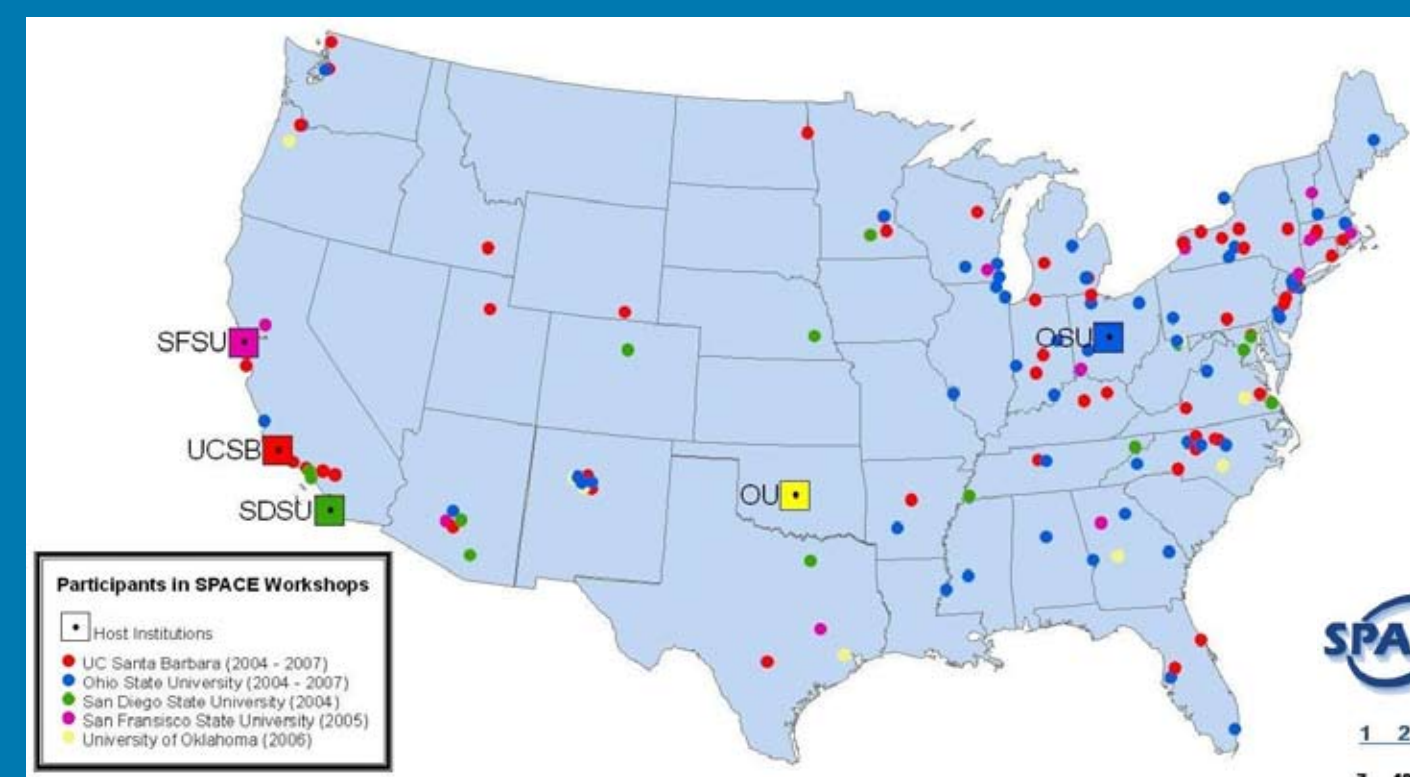 SFSU
OSU
UCSB
OU
SDSU
Participants in SPACE Workshops
Host Institutions
UC Santa Barbara (2004 - 2007)
Ohio State University (2004 - 2007)
San Diego State University (2004)
San Fransisco State University (2005)
University of Oklahoma (2006)
SPA
1 2